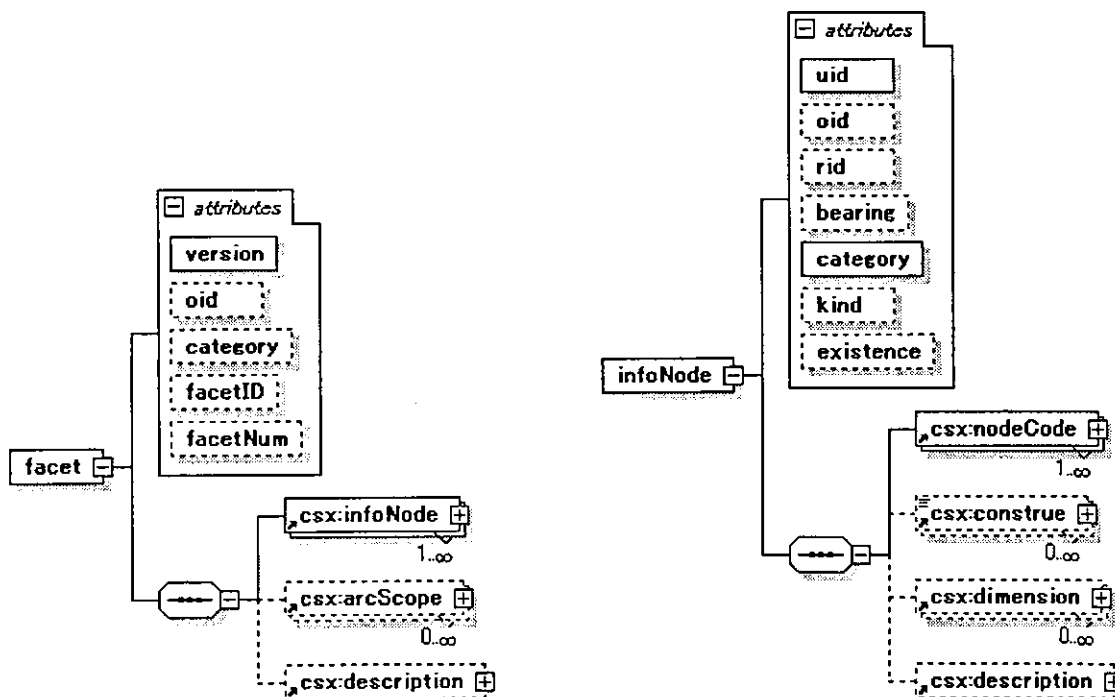 facet
attributes
version
oid
category
facetID
facetNum
csx:infoNode
1..∞
csx:arcScope
0..∞
csx:description
infoNode
attributes
uid
oid
rid
bearing
category
kind
existence
csx:nodeCode
1..∞
csx:construe
0..∞
csx:dimension
0..∞
csx:description